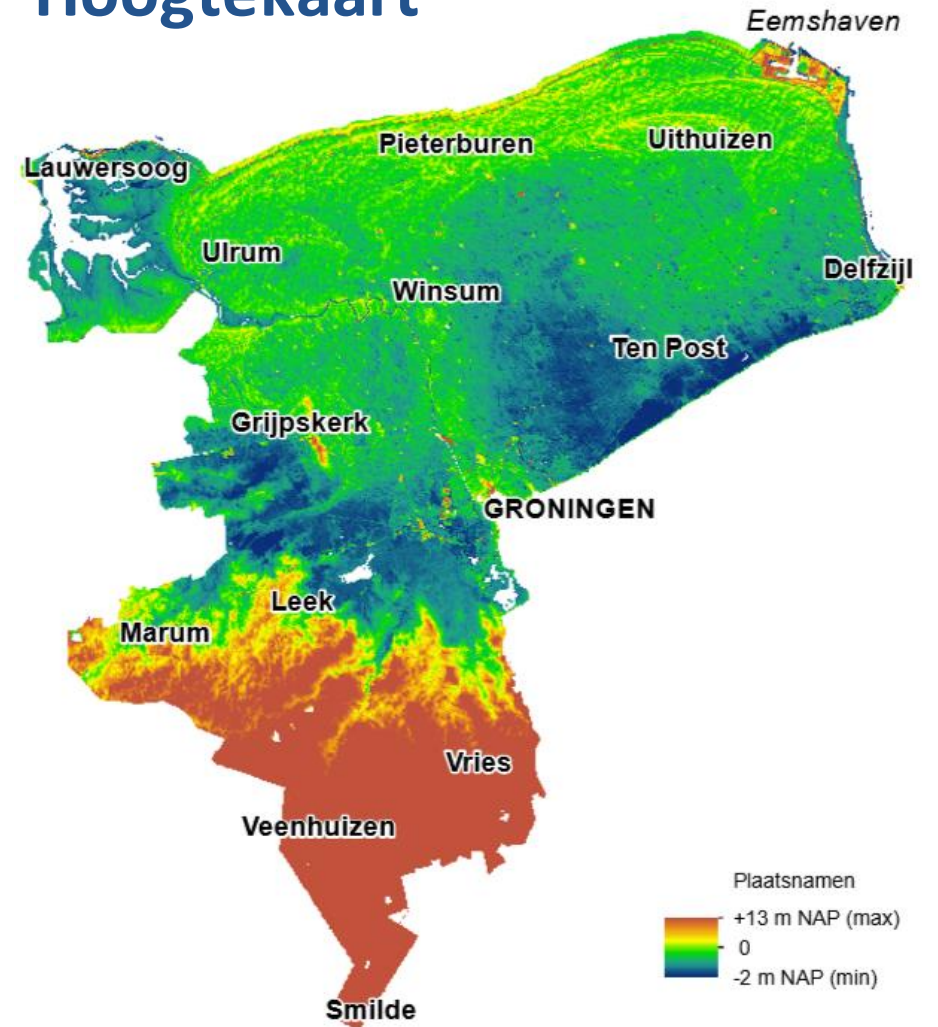 Hoogtekaart
Eemshaven
Pieterburen
Uithuizen
Lauwersoog
Ulrum
Delfzijl
Winsum
Ten Post
Grijpskerk
GRONINGEN
Leek
Marum
Vries
Veenhuizen
Smilde
Plaatsnamen
+13 m NAP (max)
0
-2 m NAP (min)